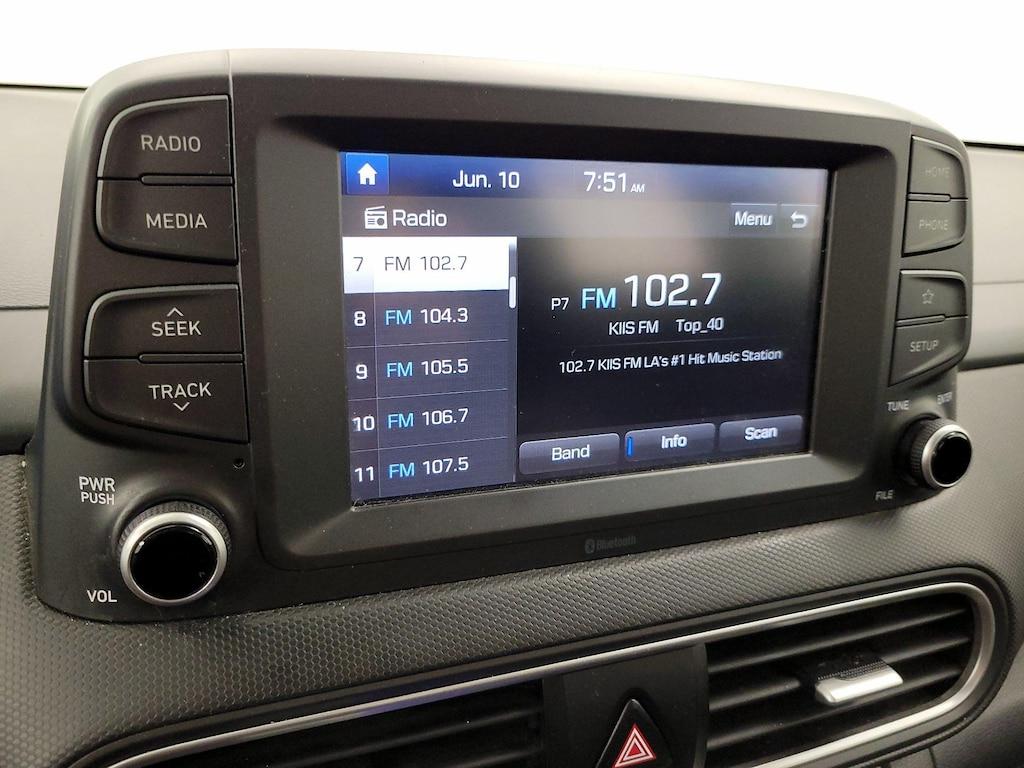 RADIO
MEDIA
SEEK
TRACK
PWR
PUSH
VOL
Jun. 10 7:51 AM
Radio Menu
7 FM 102.7
8 FM 104.3
9 FM 105.5
10 FM 106.7
11 FM 107.5
P7 FM 102.7
KIIS FM Top_40
102.7 KIIS FM LA's #1 Hit Music Station
Band Info Scan
HOME
PHONE
SETUP
TUNE ENTER
FILE
Bluetooth